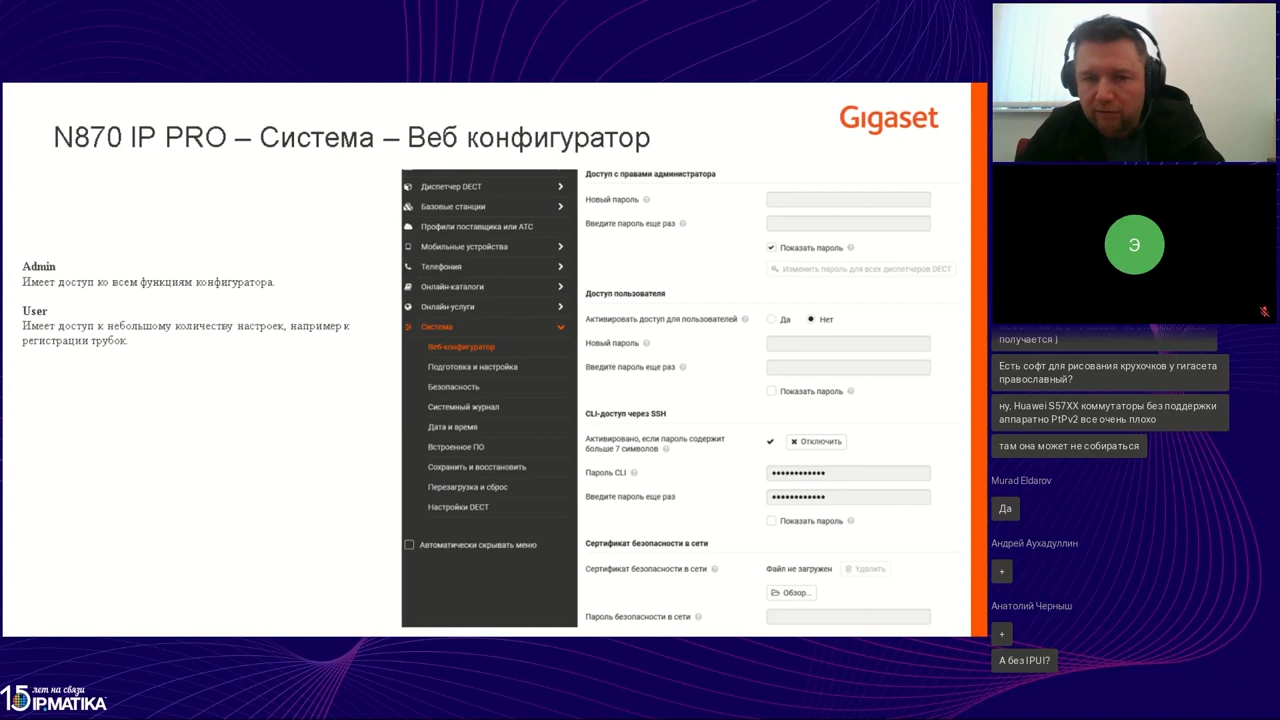 N870 IP PRO – Система – Веб конфигуратор
Gigaset
Admin
Имеет доступ ко всем функциям конфигуратора.
User
Имеет доступ к небольшому количеству настроек, например к
регистрации трубок.
Диспетчер DECT
Базовые станции
Профили поставщика или АТС
Мобильные устройства
Телефония
Онлайн-каталоги
Онлайн-услуги
Система
Веб-конфигуратор
Подготовка и настройка
Безопасность
Системный журнал
Дата и время
Встроенное ПО
Сохранить и восстановить
Перезагрузка и сброс
Настройки DECT
Автоматически скрывать меню
Доступ с правами администратора
Новый пароль
Введите пароль еще раз
Показать пароль
Изменить пароль для всех диспетчеров DECT
Доступ пользователя
Активировать доступ для пользователей
Да
Нет
Новый пароль
Введите пароль еще раз
Показать пароль
CLI-доступ через SSH
Активировано, если пароль содержит
больше 7 символов
Отключить
Пароль CLI
Введите пароль еще раз
Показать пароль
Сертификат безопасности в сети
Сертификат безопасности в сети
Файл не загружен
Удалить
Обзор...
Пароль безопасности в сети
Э
получается )
Есть софт для рисования крухочков у гигасета
православный?
ну, Huawei S57XX коммутаторы без поддержки
аппаратно PtPv2 все очень плохо
там она может не собираться
Murad Eldarov
Да
Андрей Аухадуллин
+
Анатолий Черныш
+
А без IPUI?
15 лет на связи
IPMATIKA